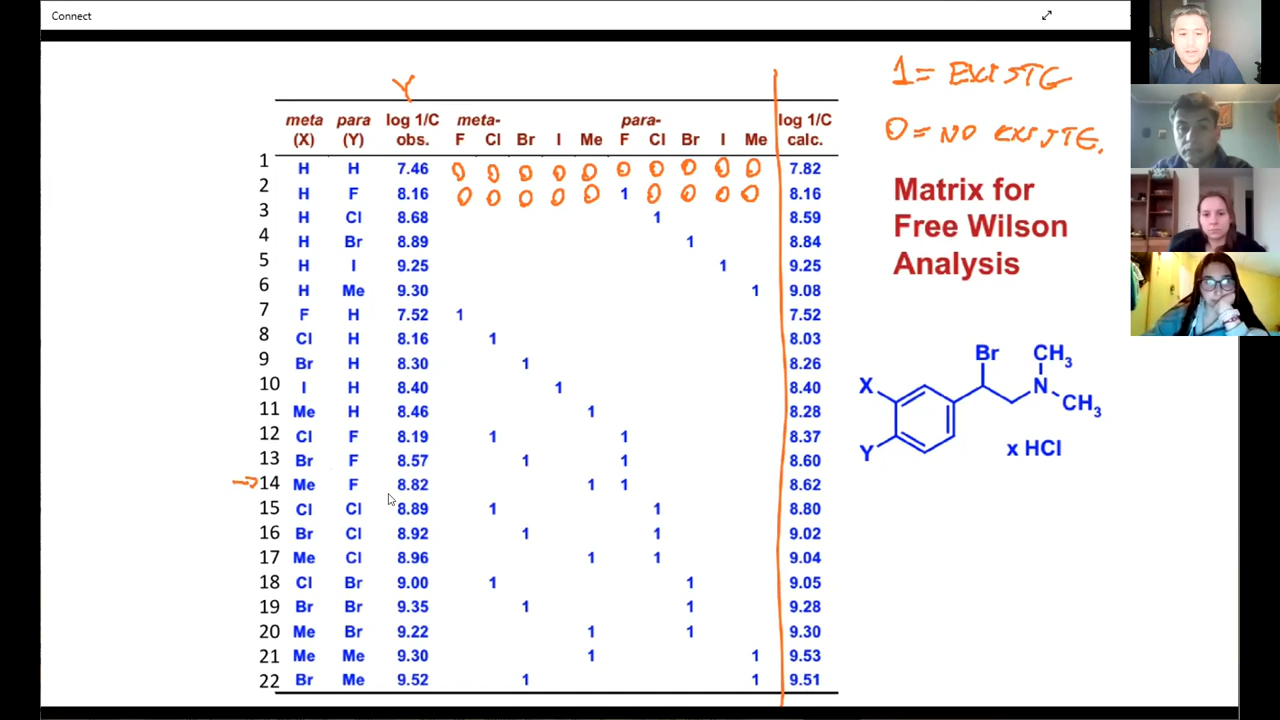 Connect
Y
1= EXISTE
0= NO EXISTE.
meta para log 1/C meta- para- log 1/C
(X) (Y) obs. F Cl Br I Me F Cl Br I Me calc.
1 H H 7.46 0 0 0 0 0 0 0 0 0 0 7.82
2 H F 8.16 0 0 0 0 0 1 0 0 0 0 8.16
3 H Cl 8.68 1 8.59
4 H Br 8.89 1 8.84
5 H I 9.25 1 9.25
6 H Me 9.30 1 9.08
7 F H 7.52 1 7.52
8 Cl H 8.16 1 8.03
9 Br H 8.30 1 8.26
10 I H 8.40 1 8.40
11 Me H 8.46 1 8.28
12 Cl F 8.19 1 1 8.37
13 Br F 8.57 1 1 8.60
14 Me F 8.82 1 1 8.62
15 Cl Cl 8.89 1 1 8.80
16 Br Cl 8.92 1 1 9.02
17 Me Cl 8.96 1 1 9.04
18 Cl Br 9.00 1 1 9.05
19 Br Br 9.35 1 1 9.28
20 Me Br 9.22 1 1 9.30
21 Me Me 9.30 1 1 9.53
22 Br Me 9.52 1 1 9.51
Matrix for
Free Wilson
Analysis
Br CH3
X N
CH3
Y x HCl